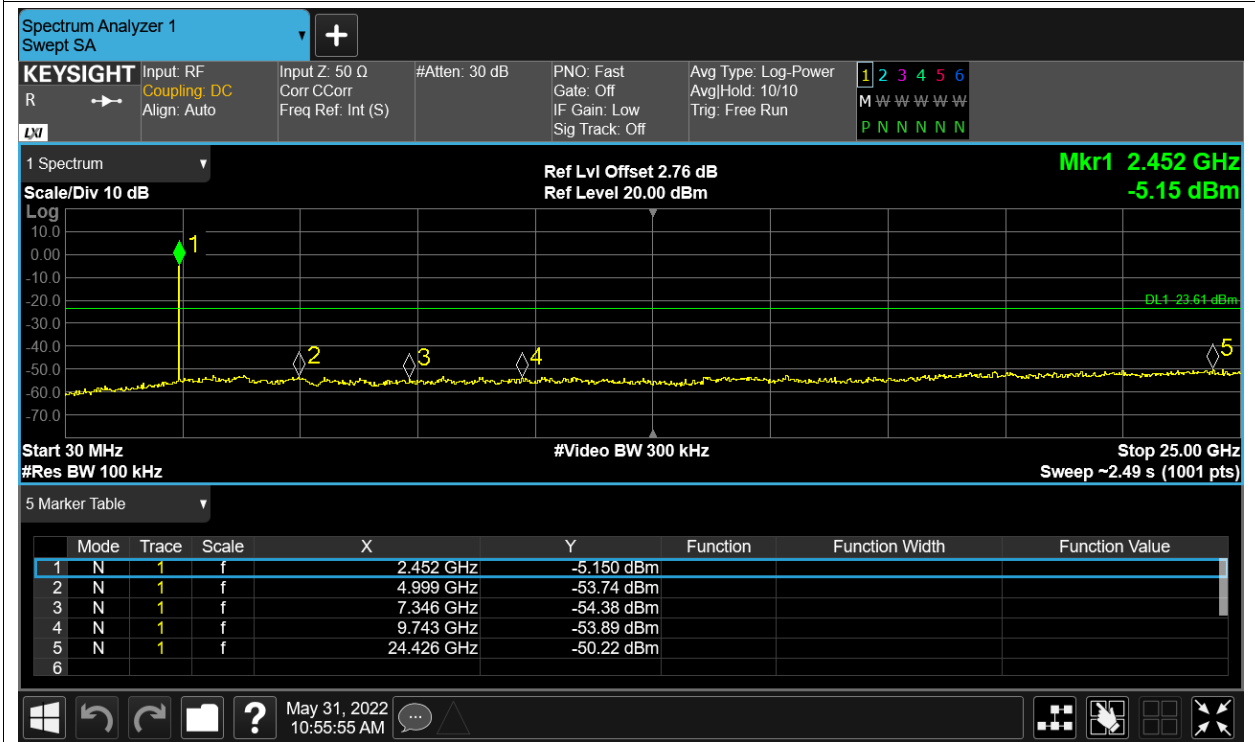 Spectrum Analyzer 1
Swept SA
+
KEYSIGHT
R
LXI
Input: RF
Coupling: DC
Align: Auto
Input Z: 50 Ω
Corr CCorr
Freq Ref: Int (S)
#Atten: 30 dB
PNO: Fast
Gate: Off
IF Gain: Low
Sig Track: Off
Avg Type: Log-Power
Avg|Hold: 10/10
Trig: Free Run
1 2 3 4 5 6
M W W W W W
P N N N N N
1 Spectrum
Scale/Div 10 dB
Ref Lvl Offset 2.76 dB
Ref Level 20.00 dBm
Mkr1 2.452 GHz
-5.15 dBm
Log
10.0
0.00
-10.0
-20.0
-30.0
-40.0
-50.0
-60.0
-70.0
1
2
3
4
5
DL1 -23.61 dBm
Start 30 MHz
#Res BW 100 kHz
#Video BW 300 kHz
Stop 25.00 GHz
Sweep ~2.49 s (1001 pts)
5 Marker Table
Mode Trace Scale X Y Function Function Width Function Value
1 N 1 f 2.452 GHz -5.150 dBm
2 N 1 f 4.999 GHz -53.74 dBm
3 N 1 f 7.346 GHz -54.38 dBm
4 N 1 f 9.743 GHz -53.89 dBm
5 N 1 f 24.426 GHz -50.22 dBm
6
?
May 31, 2022
10:55:55 AM